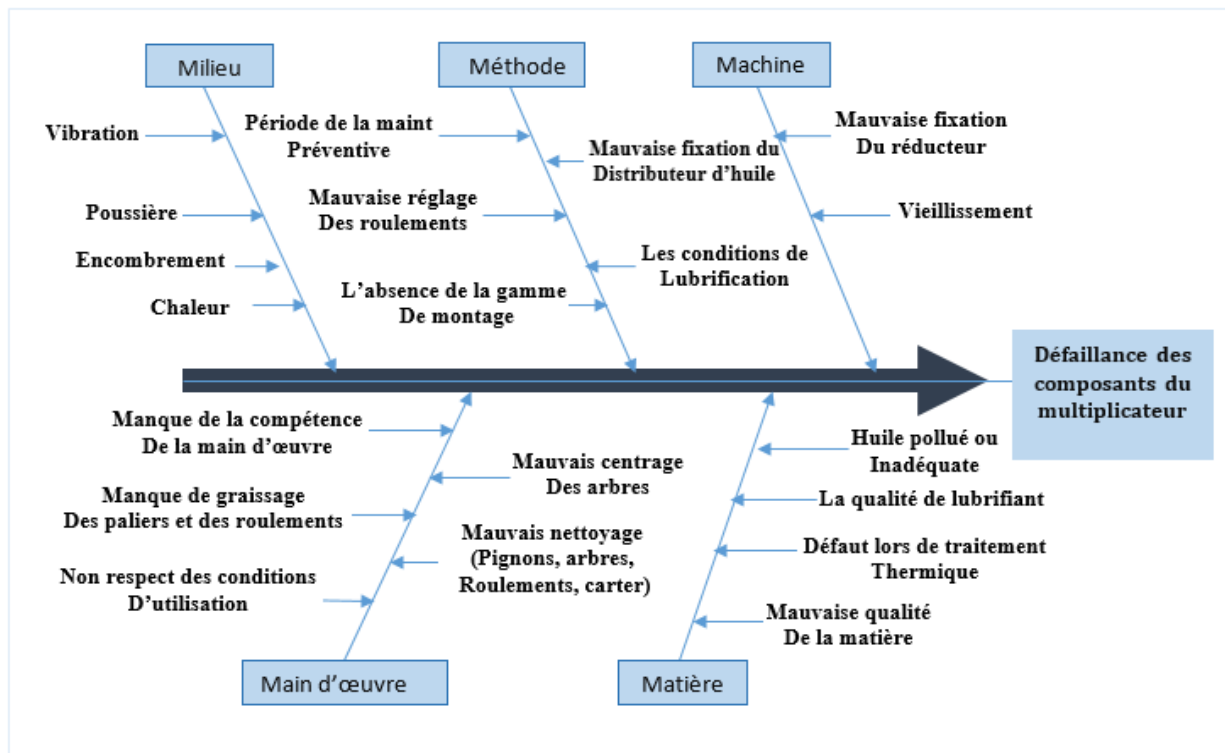 Milieu
Méthode
Machine
Vibration
Poussière
Encombrement
Chaleur
Période de la maint
Préventive
Mauvaise réglage
Des roulements
L'absence de la gamme
De montage
Mauvaise fixation du
Distributeur d'huile
Les conditions de
Lubrification
Mauvaise fixation
Du réducteur
Vieillissement
Défaillance des
composants du
multiplicateur
Manque de la compétence
De la main d'œuvre
Manque de graissage
Des paliers et des roulements
Non respect des conditions
D'utilisation
Mauvais centrage
Des arbres
Mauvais nettoyage
(Pignons, arbres,
Roulements, carter)
Huile pollué ou
Inadéquate
La qualité de lubrifiant
Défaut lors de traitement
Thermique
Mauvaise qualité
De la matière
Main d'œuvre
Matière